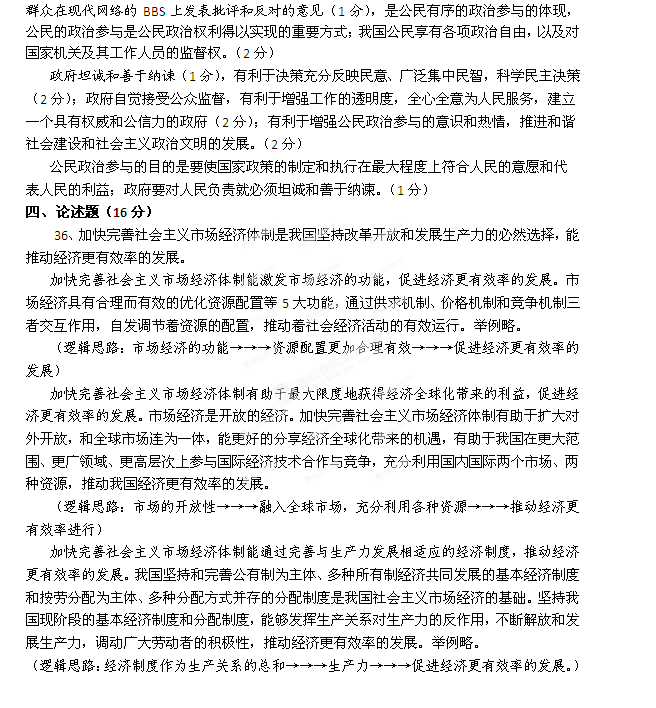 群众在现代网络的 BBS 上发表批评和反对的意见（1 分），是公民有序的政治参与的体现，
公民的政治参与是公民政治权利得以实现的重要方式；我国公民享有各项政治自由，以及对
国家机关及其工作人员的监督权。（2 分）
政府坦诚和善于纳谏（1 分），有利于决策充分反映民意、广泛集中民智，科学民主决策
（2 分）；政府自觉接受公众监督，有利于增强工作的透明度，全心全意为人民服务，建立
一个具有权威和公信力的政府（2 分）；有利于增强公民政治参与的意识和热情，推进和谐
社会建设和社会主义政治文明的发展。（2 分）
公民政治参与的目的是要使国家政策的制定和执行在最大程度上符合人民的意愿和代
表人民的利益；政府要对人民负责就必须坦诚和善于纳谏。（1 分）
四、论述题（16 分）
36、加快完善社会主义市场经济体制是我国坚持改革开放和发展生产力的必然选择，能
推动经济更有效率的发展。
加快完善社会主义市场经济体制能激发市场经济的功能，促进经济更有效率的发展。市
场经济具有合理而有效的优化资源配置等 5 大功能，通过供求机制、价格机制和竞争机制三
者交互作用，自发调节着资源的配置，推动着社会经济活动的有效运行。举例略。
（逻辑思路：市场经济的功能→→→资源配置更加合理有效→→→促进经济更有效率的
发展）
加快完善社会主义市场经济体制有助于最大限度地获得经济全球化带来的利益，促进经
济更有效率的发展。市场经济是开放的经济。加快完善社会主义市场经济体制有助于扩大对
外开放，和全球市场连为一体，能更好的分享经济全球化带来的机遇，有助于我国在更大范
围、更广领域、更高层次上参与国际经济技术合作与竞争，充分利用国内国际两个市场、两
种资源，推动我国经济更有效率的发展。
（逻辑思路：市场的开放性→→→融入全球市场，充分利用各种资源→→→推动经济更
有效率进行）
加快完善社会主义市场经济体制能通过完善与生产力发展相适应的经济制度，推动经济
更有效率的发展。我国坚持和完善公有制为主体、多种所有制经济共同发展的基本经济制度
和按劳分配为主体、多种分配方式并存的分配制度是我国社会主义市场经济的基础。坚持我
国现阶段的基本经济制度和分配制度，能够发挥生产关系对生产力的反作用，不断解放和发
展生产力，调动广大劳动者的积极性，推动经济更有效率的发展。举例略。
（逻辑思路：经济制度作为生产关系的总和→→→生产力→→→促进经济更有效率的发展。）